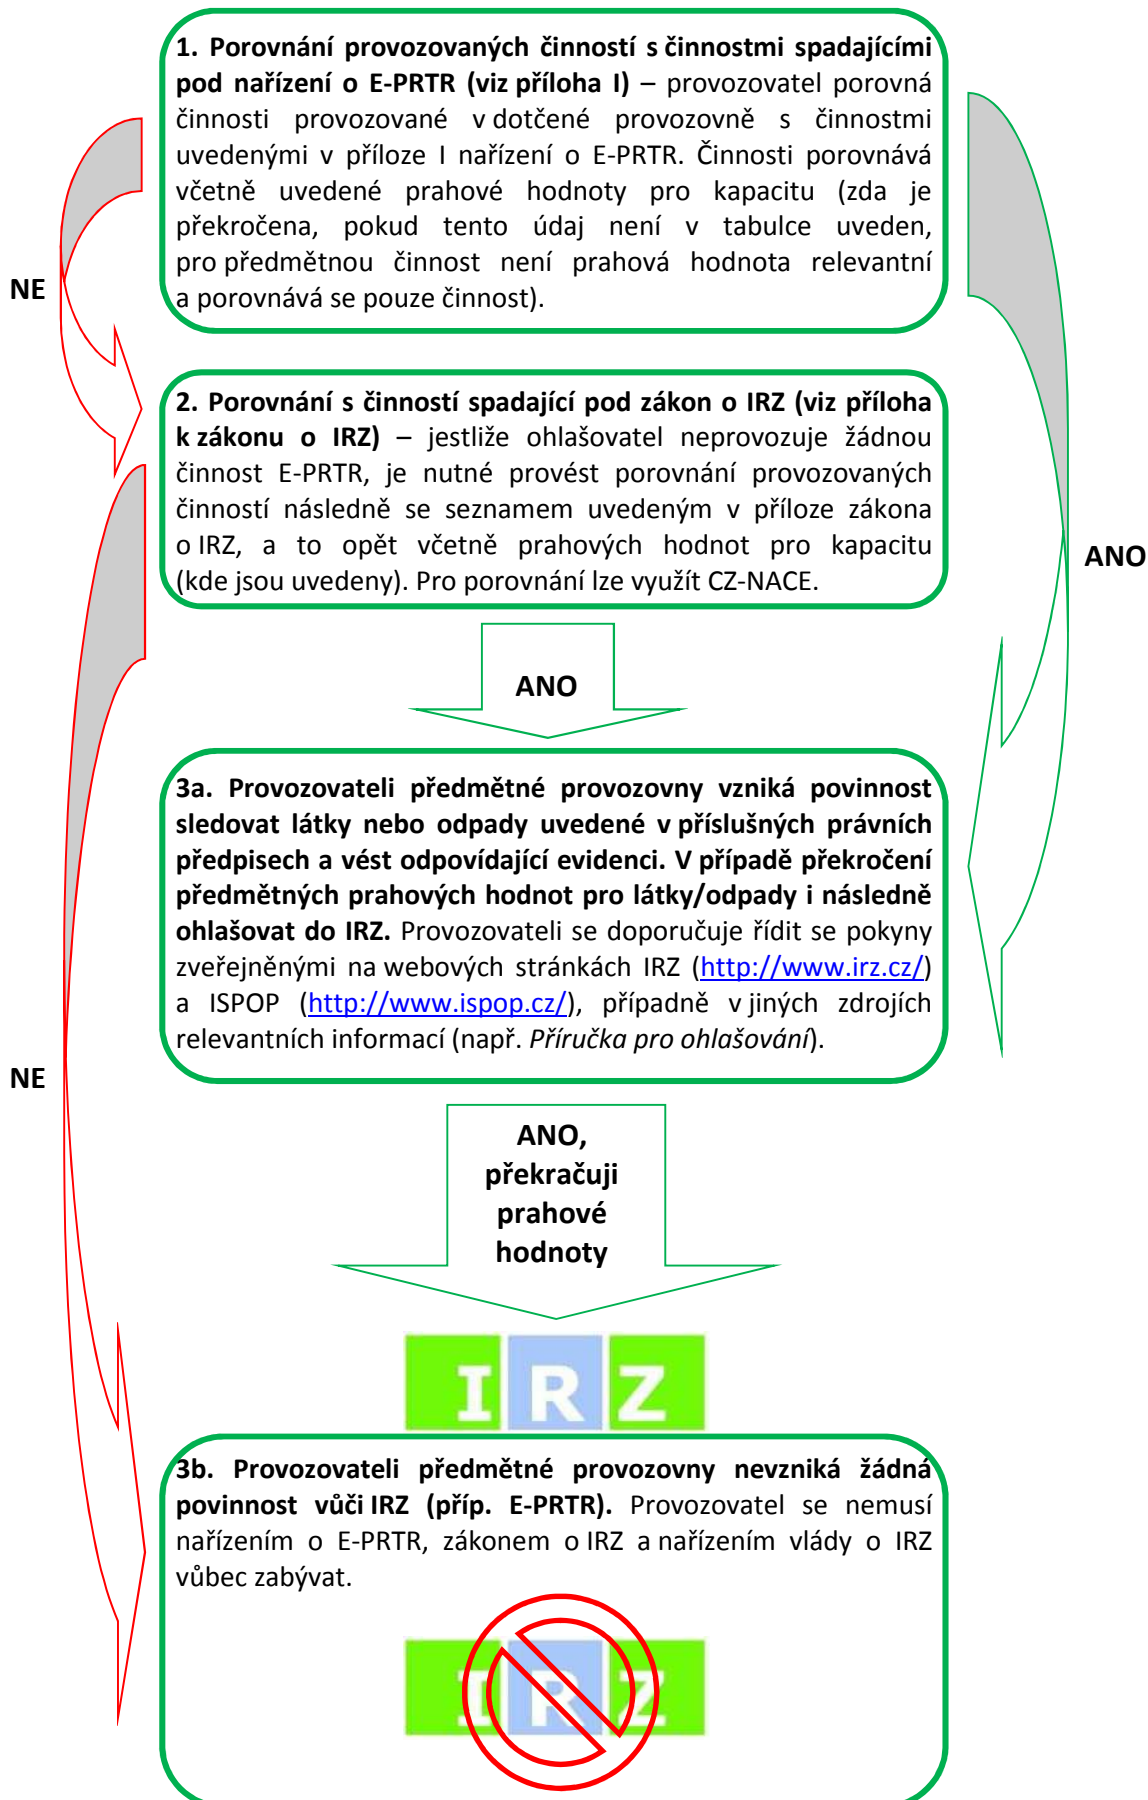 1. Porovnání provozovaných činností s činnostmi spadajícími
pod nařízení o E-PRTR (viz příloha I) – provozovatel porovná
činnosti provozované v dotčené provozovně s činnostmi
uvedenými v příloze I nařízení o E-PRTR. Činnosti porovnává
včetně uvedené prahové hodnoty pro kapacitu (zda je
překročena, pokud tento údaj není v tabulce uveden,
pro předmětnou činnost není prahová hodnota relevantní
a porovnává se pouze činnost).
NE
2. Porovnání s činností spadající pod zákon o IRZ (viz příloha
k zákonu o IRZ) – jestliže ohlašovatel neprovozuje žádnou
činnost E-PRTR, je nutné provést porovnání provozovaných
činností následně se seznamem uvedeným v příloze zákona
o IRZ, a to opět včetně prahových hodnot pro kapacitu
(kde jsou uvedeny). Pro porovnání lze využít CZ-NACE.
ANO
ANO
3a. Provozovateli předmětné provozovny vzniká povinnost
sledovat látky nebo odpady uvedené v příslušných právních
předpisech a vést odpovídající evidenci. V případě překročení
předmětných prahových hodnot pro látky/odpady i následně
ohlašovat do IRZ. Provozovateli se doporučuje řídit se pokyny
zveřejněnými na webových stránkách IRZ (http://www.irz.cz/)
a ISPOP (http://www.ispop.cz/), případně v jiných zdrojích
relevantních informací (např. Příručka pro ohlašování).
NE
ANO,
překračuji
prahové
hodnoty
IRZ
3b. Provozovateli předmětné provozovny nevzniká žádná
povinnost vůči IRZ (příp. E-PRTR). Provozovatel se nemusí
nařízením o E-PRTR, zákonem o IRZ a nařízením vlády o IRZ
vůbec zabývat.
IRZ